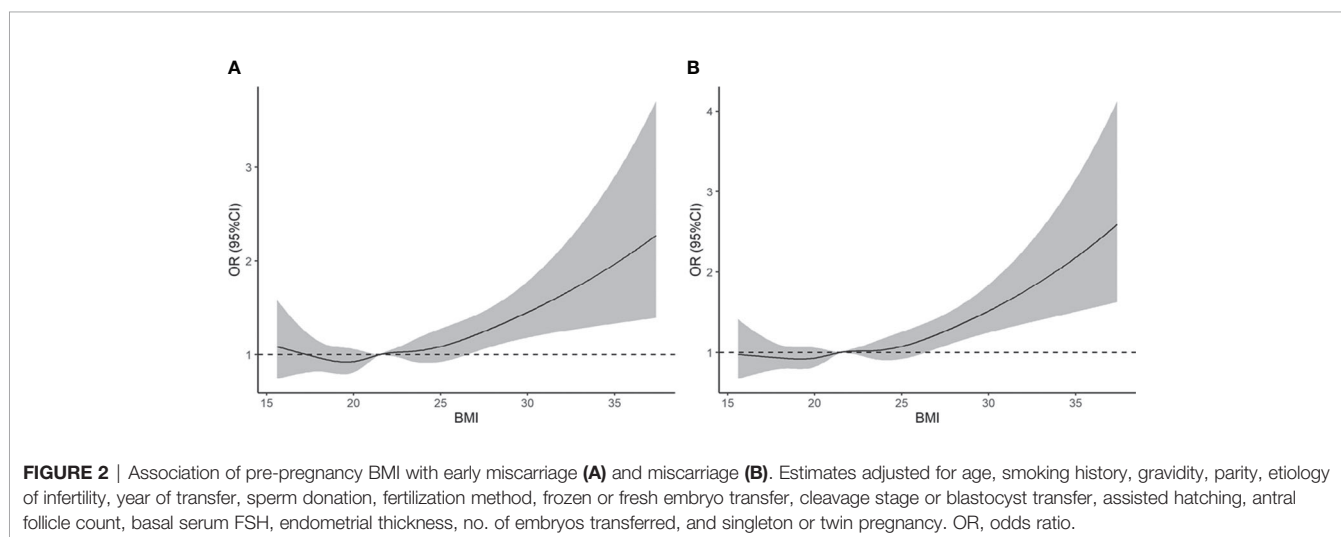 A
B
OR (95%CI)
3
2
1
15
20
25
30
35
BMI
OR (95%CI)
4
3
2
1
15
20
25
30
35
BMI
FIGURE 2 | Association of pre-pregnancy BMI with early miscarriage (A) and miscarriage (B). Estimates adjusted for age, smoking history, gravidity, parity, etiology
of infertility, year of transfer, sperm donation, fertilization method, frozen or fresh embryo transfer, cleavage stage or blastocyst transfer, assisted hatching, antral
follicle count, basal serum FSH, endometrial thickness, no. of embryos transferred, and singleton or twin pregnancy. OR, odds ratio.